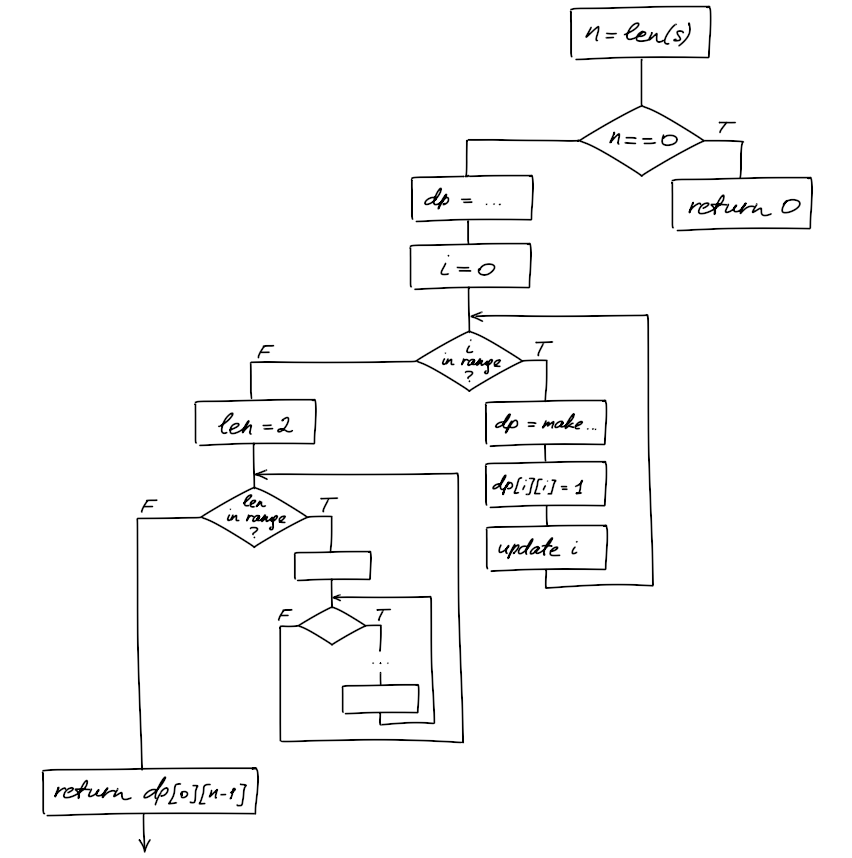 n=len(s)
n==0
T
dp = ...
return 0
i=0
F
i
in range
?
T
len =2
dp = make...
dp[i][i]=1
update i
F
len
in range
?
T
F
T
...
return dp[0][n-1]